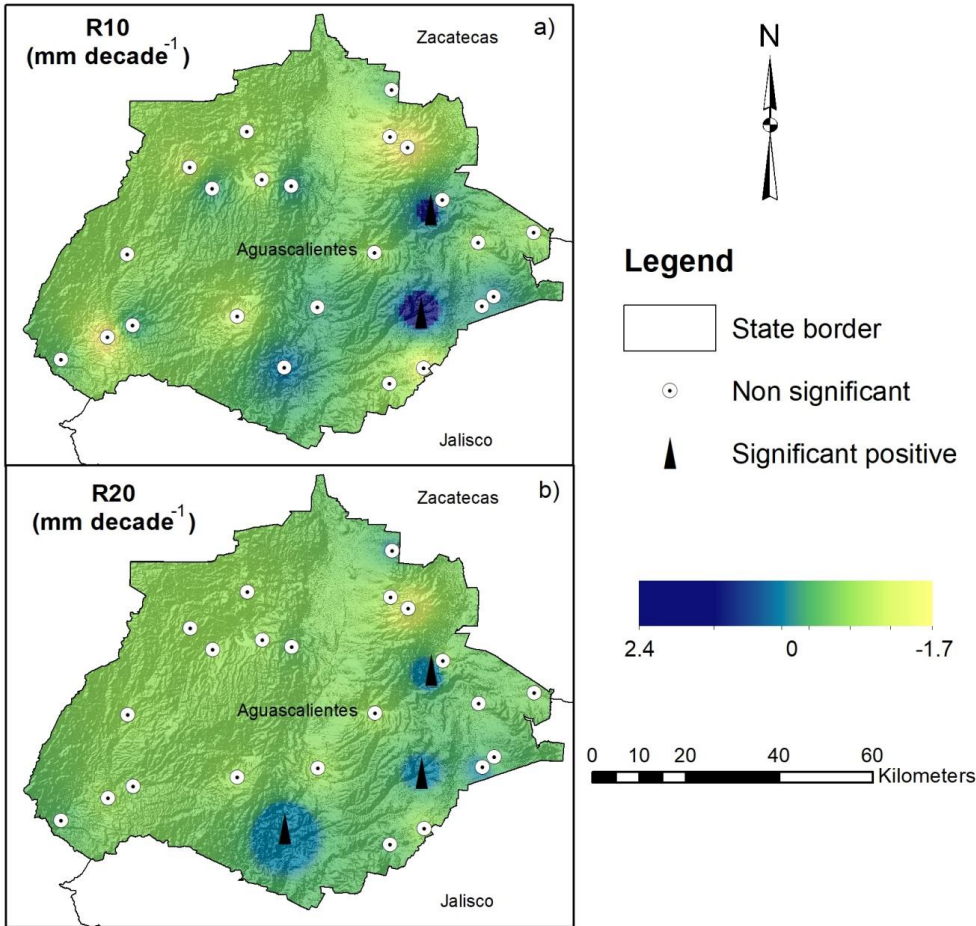 R10
(mm decade⁻¹)
a)
Zacatecas
Aguascalientes
Jalisco
R20
(mm decade⁻¹)
b)
Zacatecas
Aguascalientes
Jalisco
N
Legend
State border
Non significant
Significant positive
2.4 0 -1.7
0 10 20 40 60
Kilometers